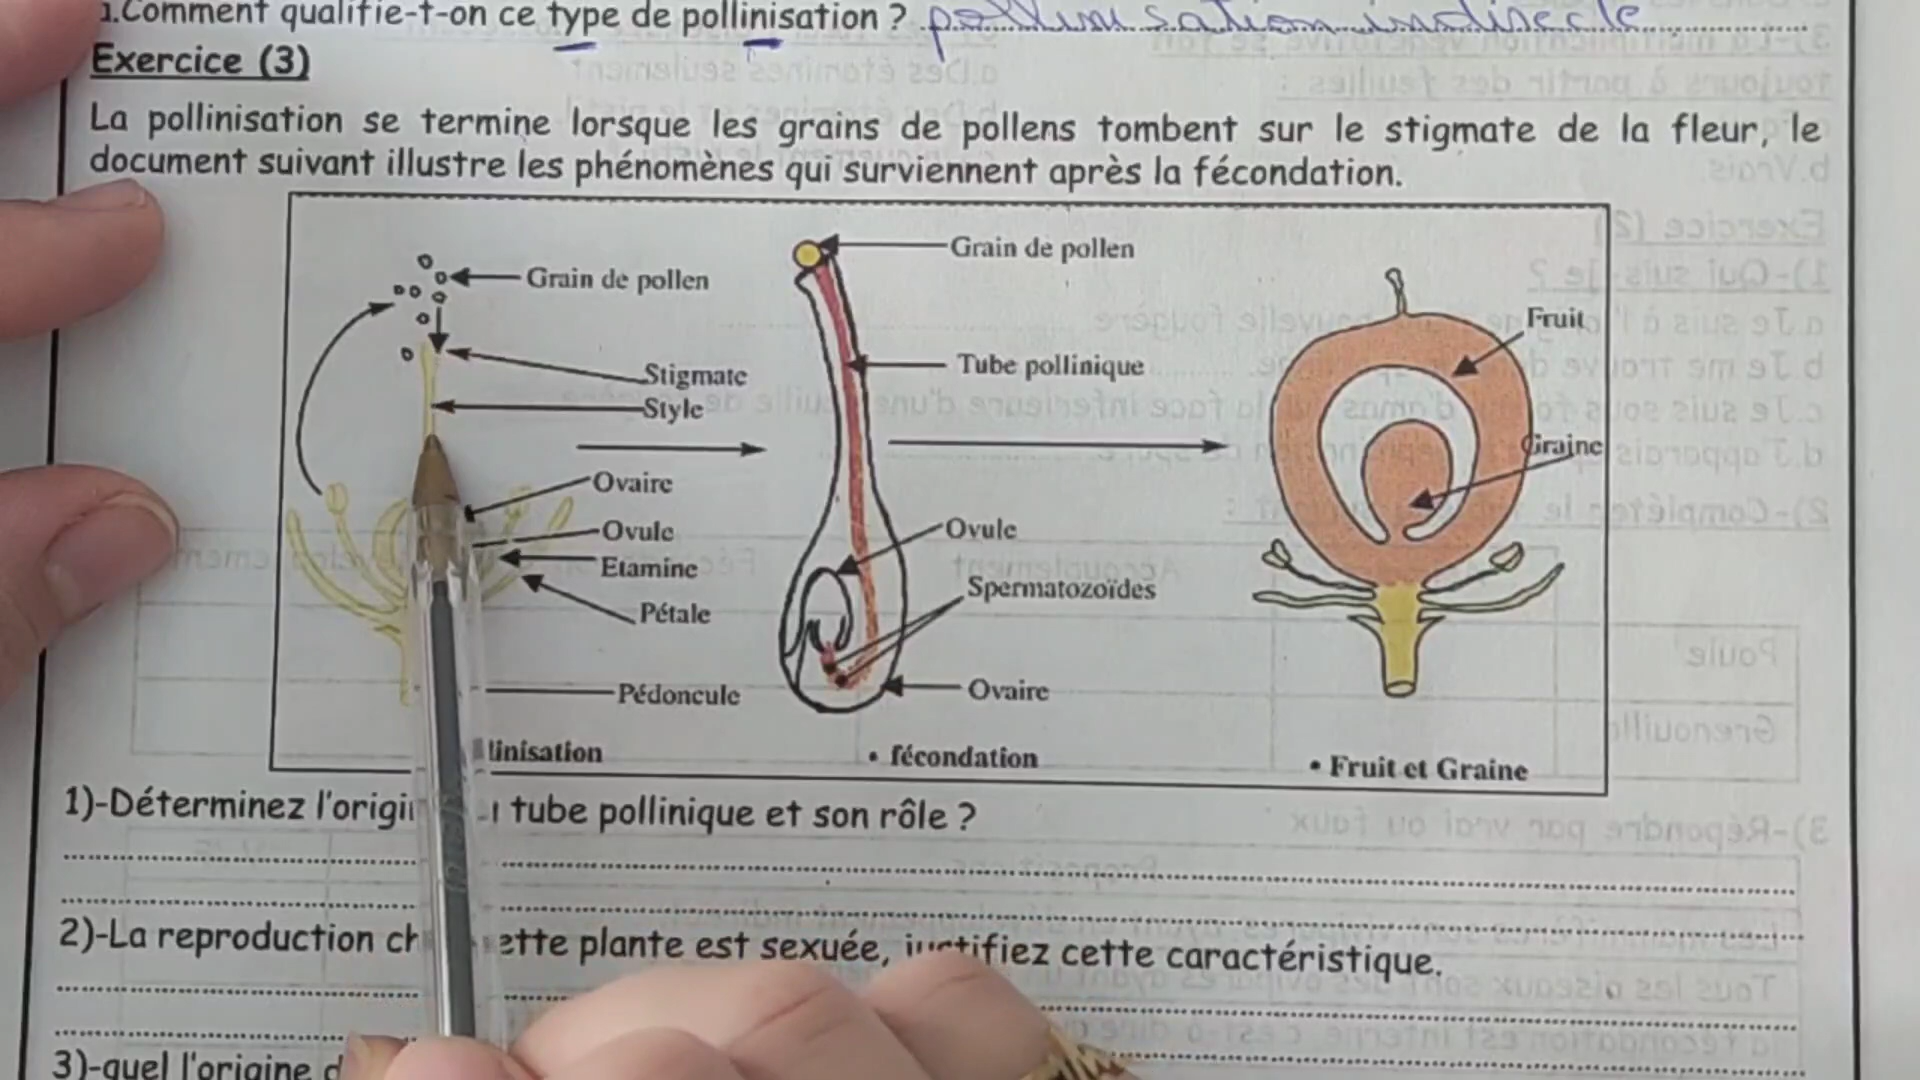 a.Comment qualifie-t-on ce type de pollinisation ? pollinisation indirecte
Exercice (3)
La pollinisation se termine lorsque les grains de pollens tombent sur le stigmate de la fleur, le
document suivant illustre les phénomènes qui surviennent après la fécondation.
Grain de pollen
Stigmate
Style
Ovaire
Ovule
Etamine
Pétale
Pédoncule
linisation
Grain de pollen
Tube pollinique
Ovule
Spermatozoïdes
Ovaire
• fécondation
Fruit
Graine
• Fruit et Graine
1)-Déterminez l'origi tube pollinique et son rôle ?
2)-La reproduction ch ette plante est sexuée, justifiez cette caractéristique.
3)-quel l'origine d